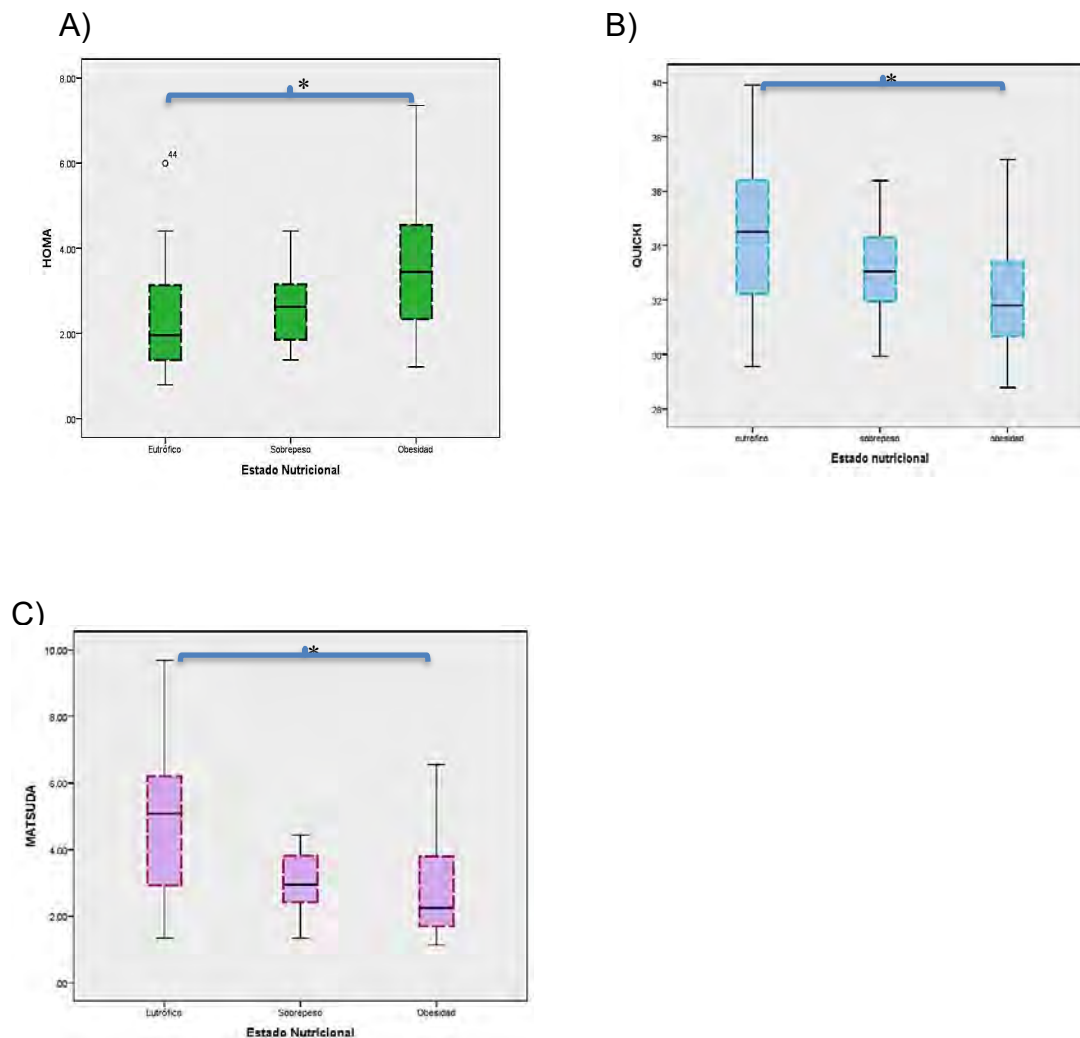 A)
*
8.00
6.00
4.00
2.00
.00
44
HOMA
Eutrófico Sobrepeso Obesidad
Estado Nutricional
B)
*
40
38
36
34
32
30
28
QUICKI
eutrófico sobrepeso obesidad
Estado nutricional
C)
*
10.00
8.00
6.00
4.00
2.00
.00
MATSUDA
Eutrófico Sobrepeso Obesidad
Estado Nutricional